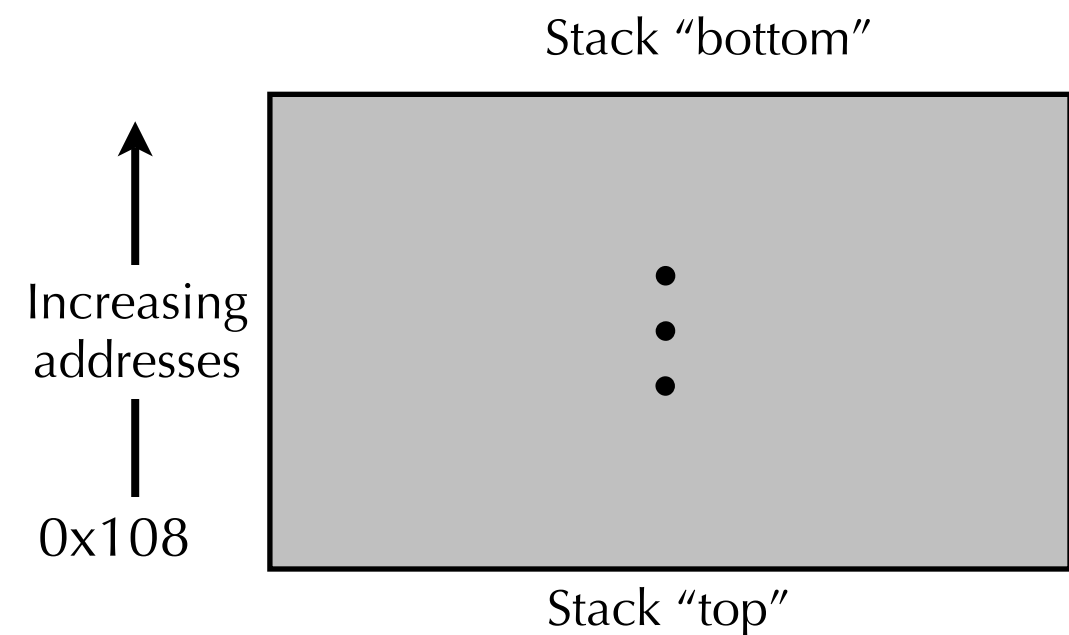 Stack “bottom”
Increasing
addresses
0x108
Stack “top”